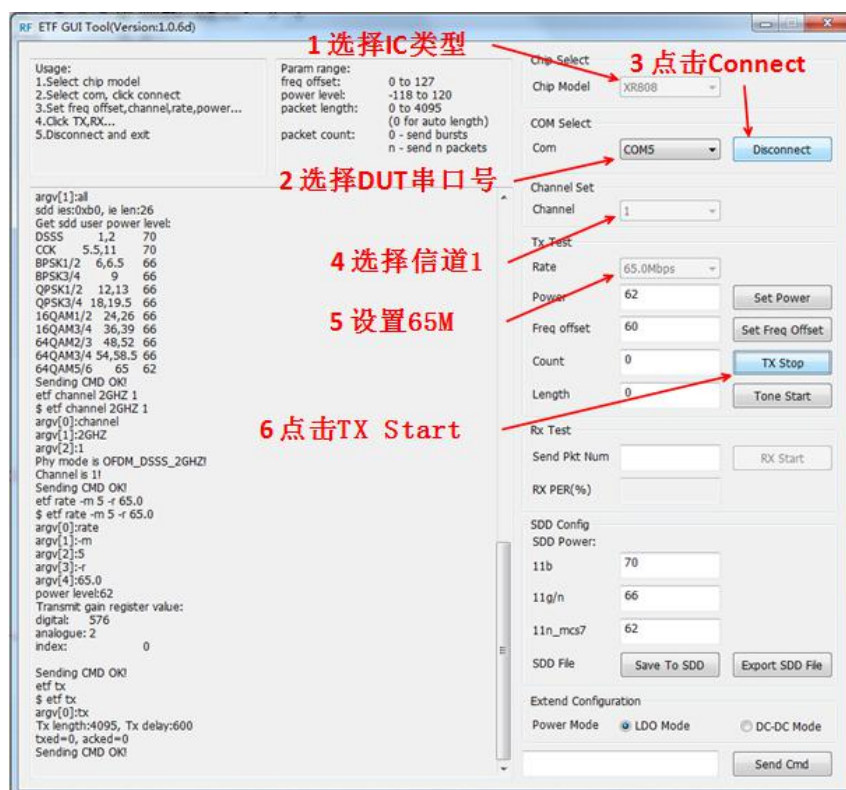 RF ETF GUI Tool(Version:1.0.6d)
1 选择IC类型
3 点击Connect
Usage:
1.Select chip model
2.Select com, click connect
3.Set freq offset,channel,rate,power...
4.Click TX,RX...
5.Disconnect and exit
Param range:
freq offset: 0 to 127
power level: -118 to 120
packet length: 0 to 4095
(0 for auto length)
packet count: 0 - send bursts
n - send n packets
Chip Select
Chip Model XR808
COM Select
Com COM5 Disconnect
2 选择DUT串口号
Channel Set
Channel 1
4 选择信道1
Tx Test
Rate 65.0Mbps
5 设置65M
Power 62 Set Power
Freq offset 60 Set Freq Offset
Count 0 TX Stop
Length 0 Tone Start
6 点击TX Start
Rx Test
Send Pkt Num RX Start
RX PER(%)
SDD Config
SDD Power:
11b 70
11g/n 66
11n_mcs7 62
SDD File Save To SDD Export SDD File
Extend Configuration
Power Mode LDO Mode DC-DC Mode
Send Cmd
argv[1]:all
sdd ies:0xb0, ie len:26
Get sdd user power level:
DSSS 1,2 70
CCK 5.5,11 70
BPSK1/2 6,6.5 66
BPSK3/4 9 66
QPSK1/2 12,13 66
QPSK3/4 18,19.5 66
16QAM1/2 24,26 66
16QAM3/4 36,39 66
64QAM2/3 48,52 66
64QAM3/4 54,58.5 66
64QAM5/6 65 62
Sending CMD OK!
etf channel 2GHZ 1
$ etf channel 2GHZ 1
argv[0]:channel
argv[1]:2GHZ
argv[2]:1
Phy mode is OFDM_DSSS_2GHZ!
Channel is 1!
Sending CMD OK!
etf rate -m 5 -r 65.0
$ etf rate -m 5 -r 65.0
argv[0]:rate
argv[1]:-m
argv[2]:5
argv[3]:-r
argv[4]:65.0
power level:62
Transmit gain register value:
digital: 576
analogue: 2
index: 0
Sending CMD OK!
etf tx
$ etf tx
argv[0]:tx
Tx length:4095, Tx delay:600
txed=0, acked=0
Sending CMD OK!